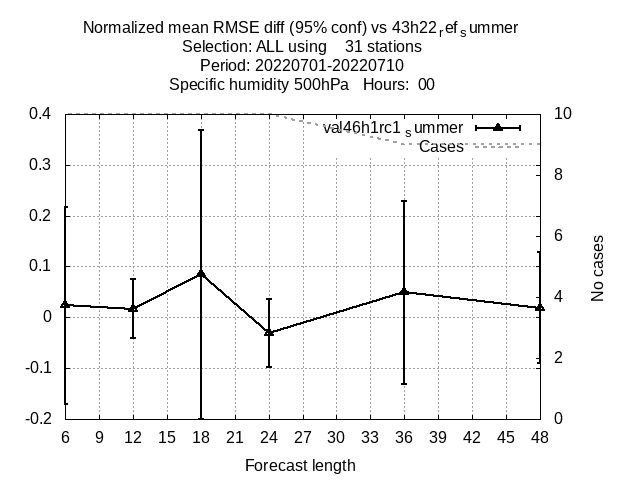 Normalized mean RMSE diff (95% conf) vs 43h22ref summer
Selection: ALL using 31 stations
Period: 20220701-20220710
Specific humidity 500hPa Hours: 00
val46h1rc1summer
Cases
0.4
0.3
0.2
0.1
0
-0.1
-0.2
10
8
6
4
2
0
No cases
6 9 12 15 18 21 24 27 30 33 36 39 42 45 48
Forecast length